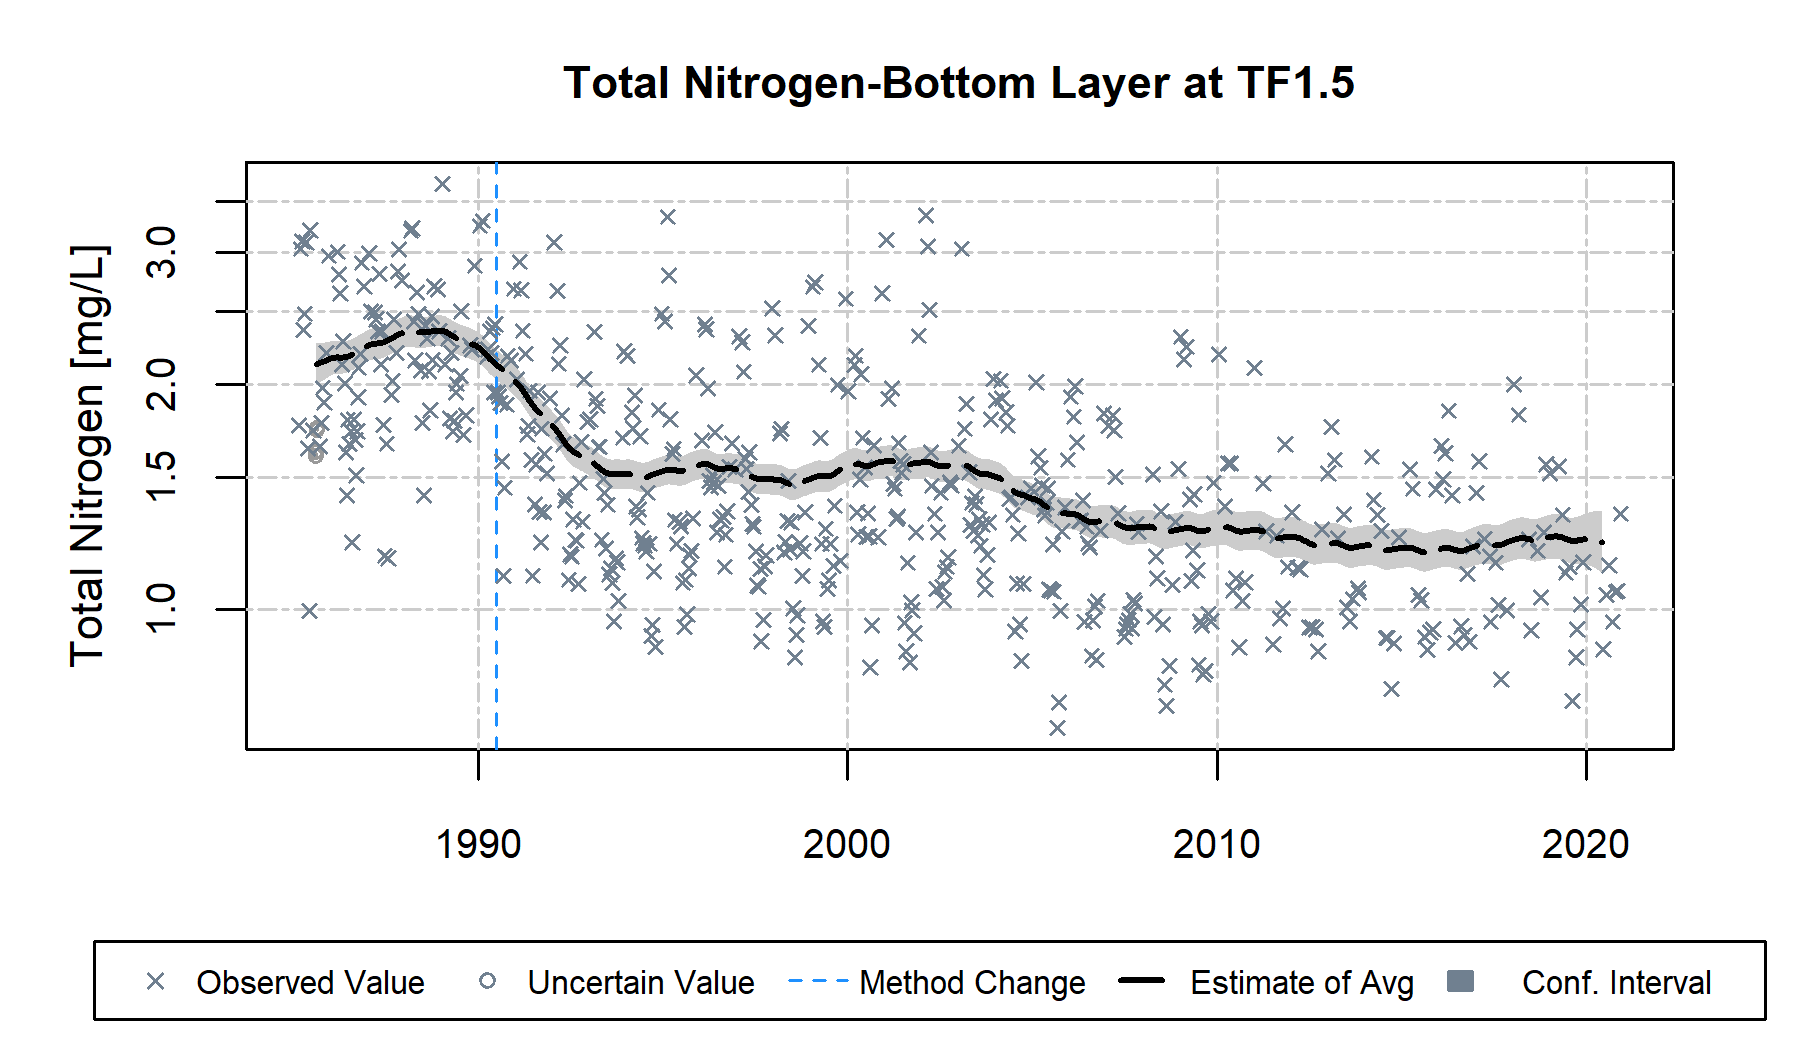 Total Nitrogen-Bottom Layer at TF1.5
Total Nitrogen [mg/L]
3.0
2.0
1.5
1.0
1990 2000 2010 2020
Observed Value Uncertain Value Method Change Estimate of Avg Conf. Interval